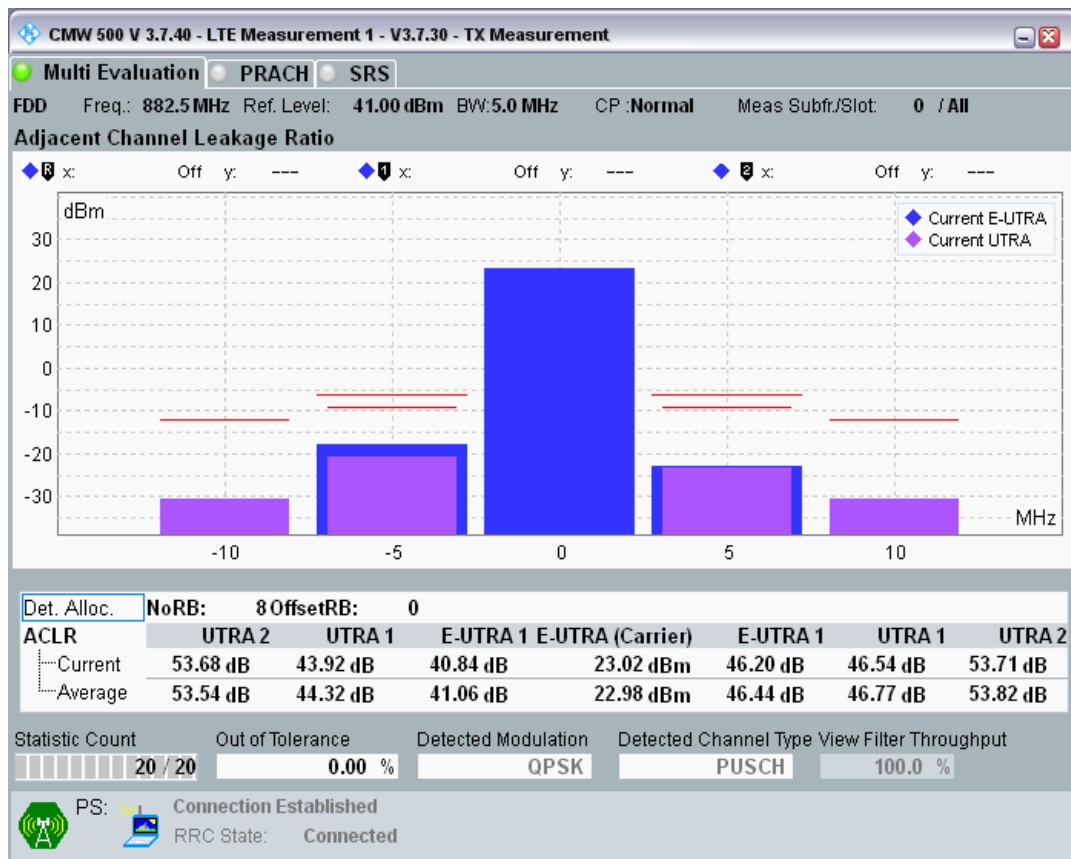 CMW 500 V 3.7.40 - LTE Measurement 1 - V3.7.30 - TX Measurement
Multi Evaluation PRACH SRS
FDD Freq.: 882.5 MHz Ref. Level: 41.00 dBm BW:5.0 MHz CP :Normal Meas Subfr./Slot: 0 / All
Adjacent Channel Leakage Ratio
R x: Off y: --- 1 x: Off y: --- 2 x: Off y: ---
dBm
Current E-UTRA
Current UTRA
30
20
10
0
-10
-20
-30
MHz
-10 -5 0 5 10
Det. Alloc. NoRB: 8 OffsetRB: 0
ACLR UTRA 2 UTRA 1 E-UTRA 1 E-UTRA (Carrier) E-UTRA 1 UTRA 1 UTRA 2
Current 53.68 dB 43.92 dB 40.84 dB 23.02 dBm 46.20 dB 46.54 dB 53.71 dB
Average 53.54 dB 44.32 dB 41.06 dB 22.98 dBm 46.44 dB 46.77 dB 53.82 dB
Statistic Count Out of Tolerance Detected Modulation Detected Channel Type View Filter Throughput
20 / 20 0.00 % QPSK PUSCH 100.0 %
PS: Connection Established
RRC State: Connected